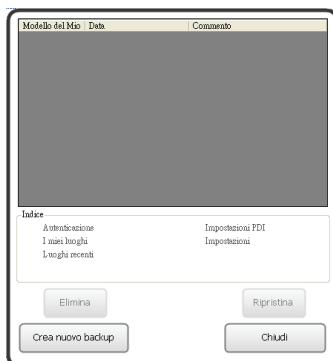 Modello del Mio Data Commento
Indice
Autenticazione Impostazioni PDI
I miei luoghi Impostazioni
Luoghi recenti
Elimina Ripristina
Crea nuovo backup Chiudi